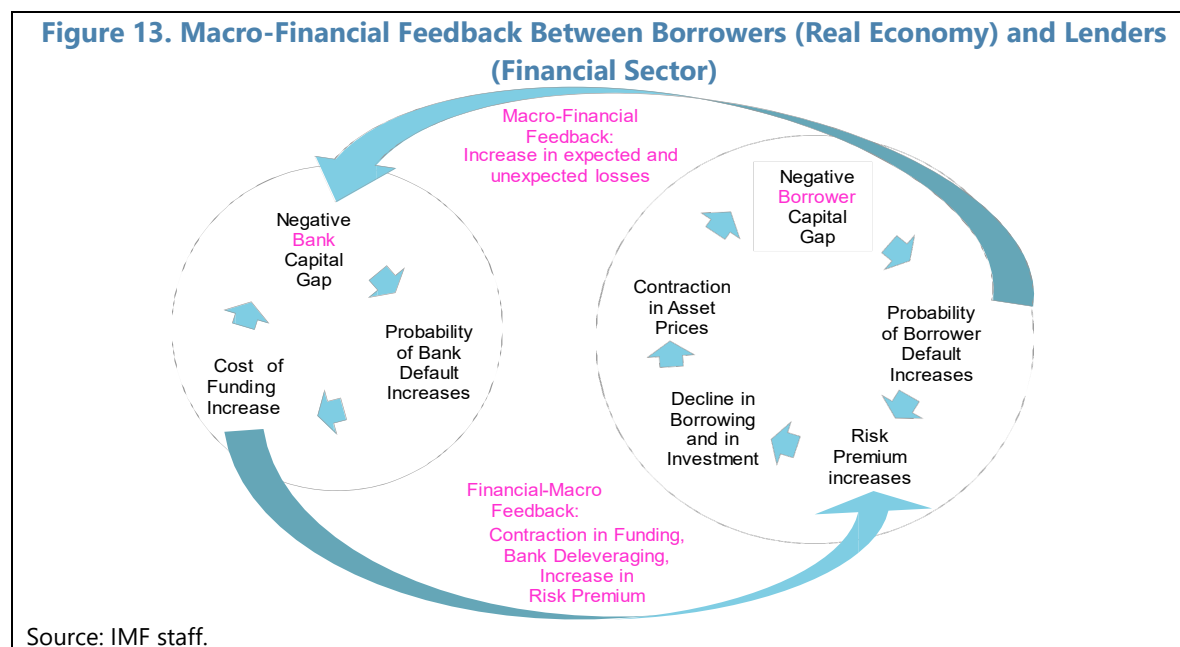 Figure 13. Macro-Financial Feedback Between Borrowers (Real Economy) and Lenders
(Financial Sector)
Macro-Financial
Feedback:
Increase in expected and
unexpected losses
Negative
Bank
Capital
Gap
Probability
of Bank
Default
Increases
Cost of
Funding
Increase
Negative
Borrower
Capital
Gap
Probability
of Borrower
Default
Increases
Risk
Premium
increases
Decline in
Borrowing
and in
Investment
Contraction
in Asset
Prices
Financial-Macro
Feedback:
Contraction in Funding,
Bank Deleveraging,
Increase in
Risk Premium
Source: IMF staff.